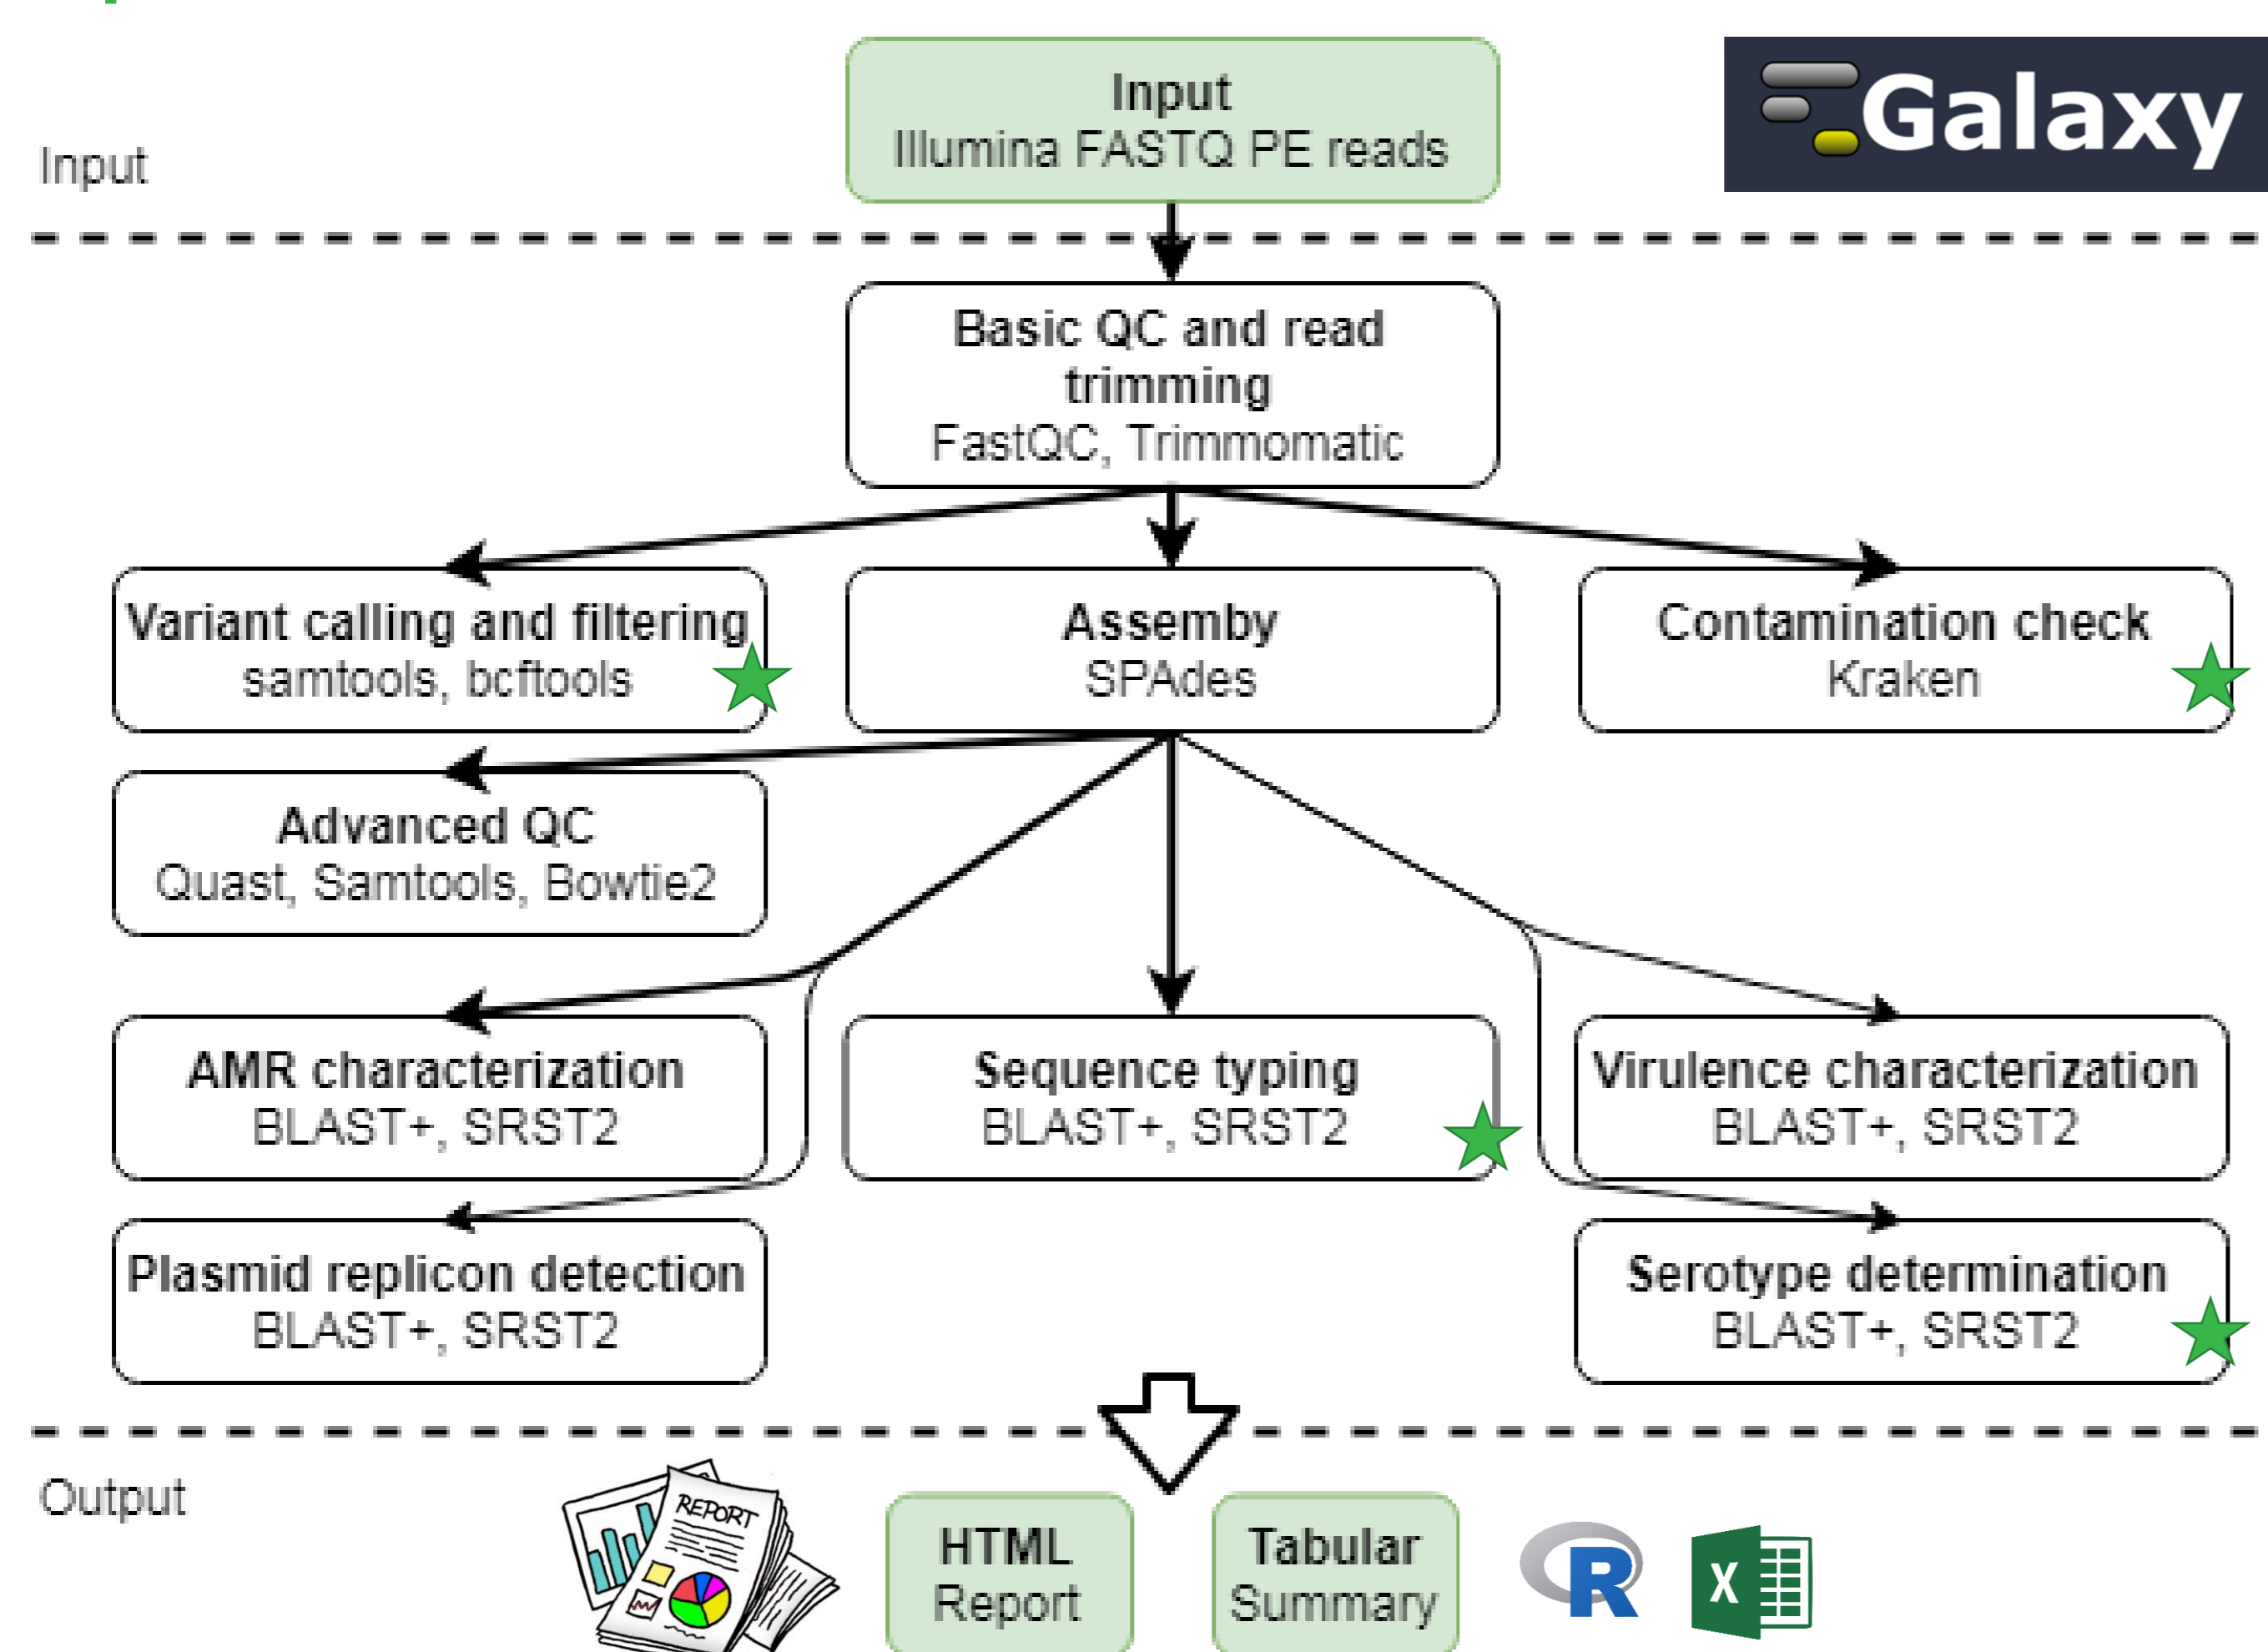 Input
Illumina FASTQ PE reads
Galaxy
Input
Basic QC and read
trimming
FastQC, Trimmomatic
Variant calling and filtering
samtools, bcftools
Assemby
SPAdes
Contamination check
Kraken
Advanced QC
Quast, Samtools, Bowtie2
AMR characterization
BLAST+, SRST2
Sequence typing
BLAST+, SRST2
Virulence characterization
BLAST+, SRST2
Plasmid replicon detection
BLAST+, SRST2
Serotype determination
BLAST+, SRST2
Output
REPORT
HTML
Report
Tabular
Summary
R
X